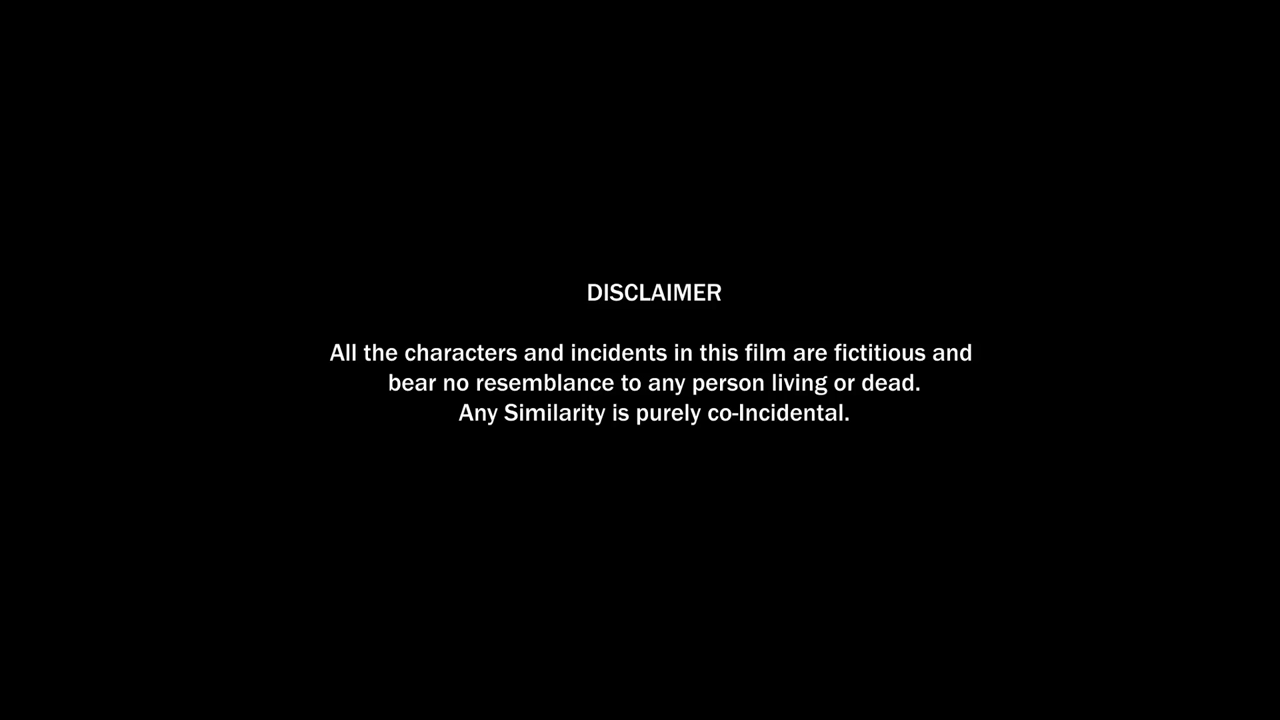 DISCLAIMER
All the characters and incidents in this film are fictitious and
bear no resemblance to any person living or dead.
Any Similarity is purely co-Incidental.